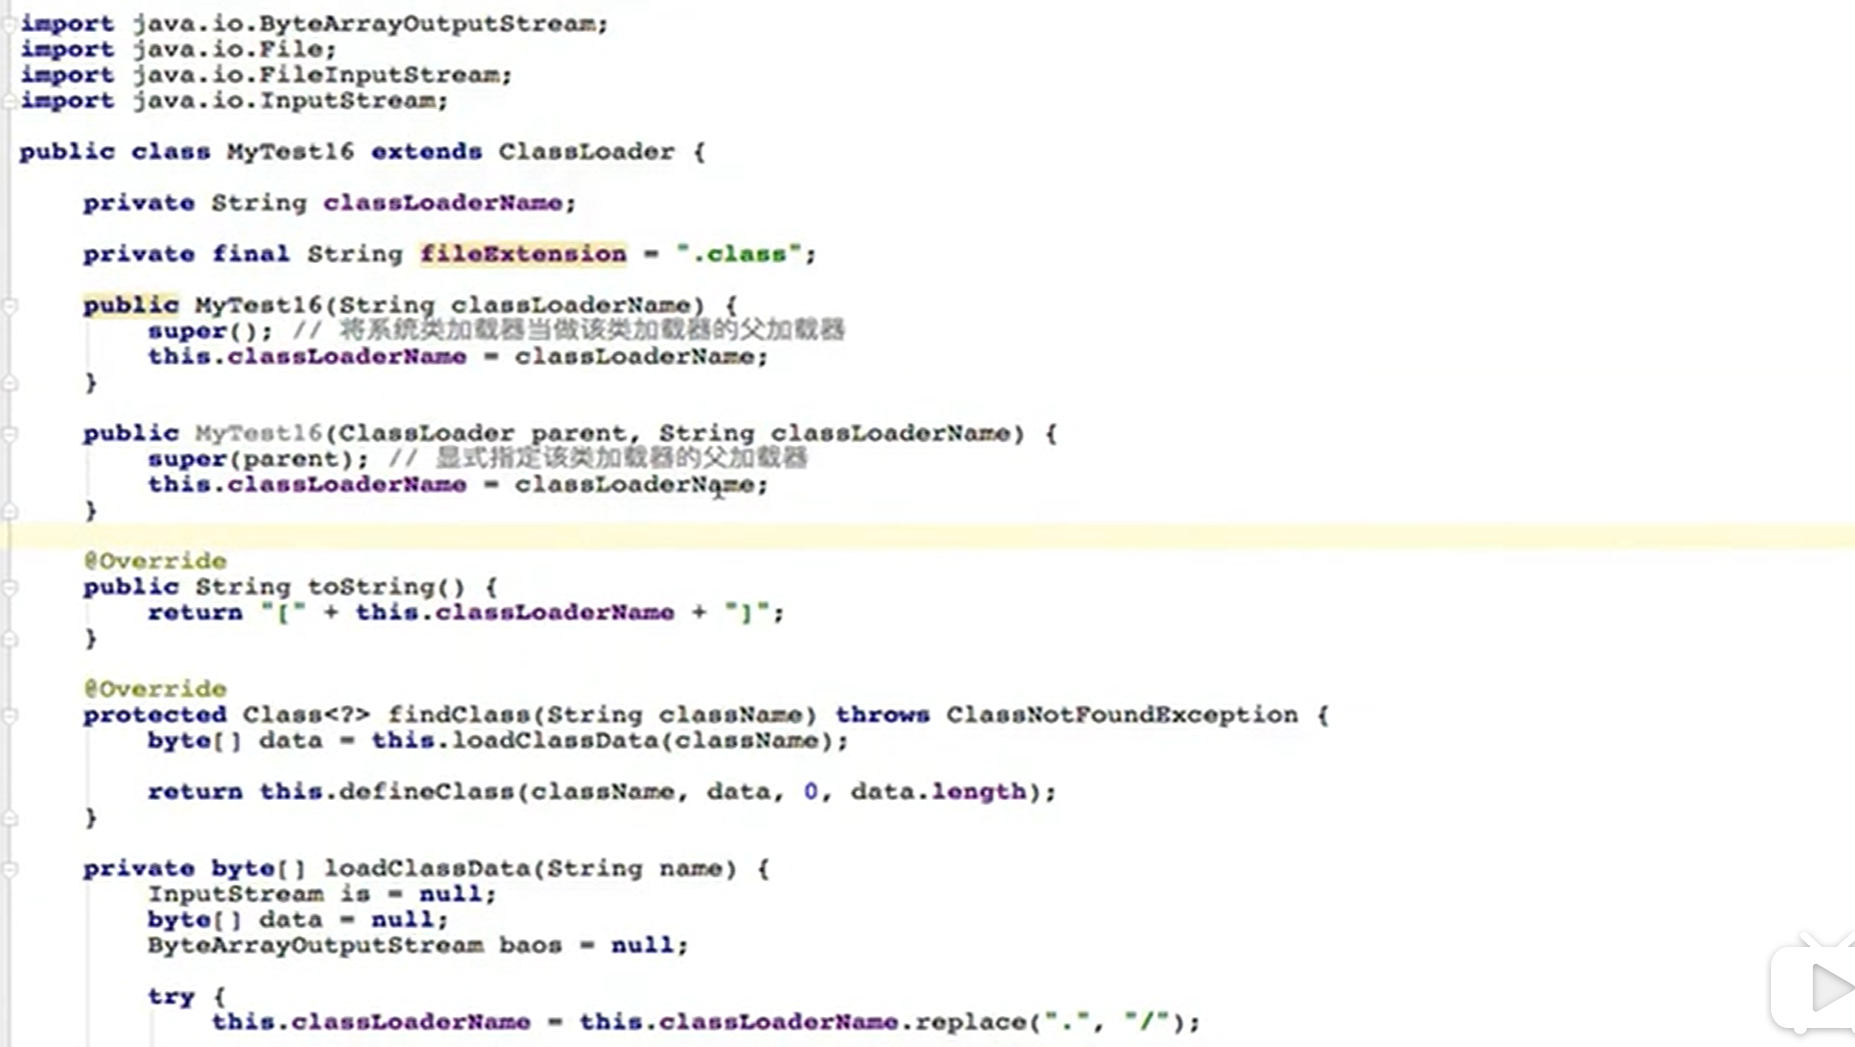 import java.io.ByteArrayOutputStream;
import java.io.File;
import java.io.FileInputStream;
import java.io.InputStream;
public class MyTest16 extends ClassLoader {
private String classLoaderName;
private final String fileExtension = ".class";
public MyTest16(String classLoaderName) {
super(); // 将系统类加载器当做该类加载器的父加载器
this.classLoaderName = classLoaderName;
}
public MyTest16(ClassLoader parent, String classLoaderName) {
super(parent); // 显式指定该类加载器的父加载器
this.classLoaderName = classLoaderName;
}
@Override
public String toString() {
return "[" + this.classLoaderName + "]";
}
@Override
protected Class<?> findClass(String className) throws ClassNotFoundException {
byte[] data = this.loadClassData(className);
return this.defineClass(className, data, 0, data.length);
}
private byte[] loadClassData(String name) {
InputStream is = null;
byte[] data = null;
ByteArrayOutputStream baos = null;
try {
this.classLoaderName = this.classLoaderName.replace(".", "/");